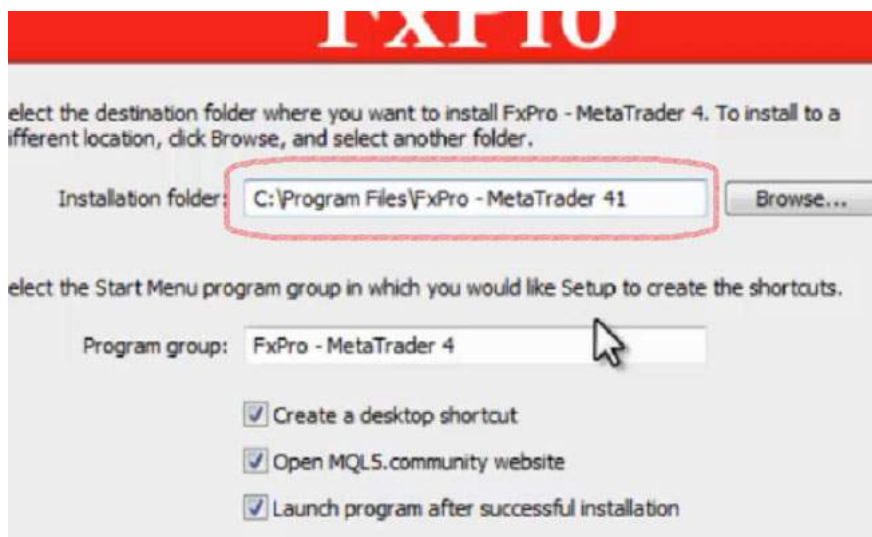 FxPro
elect the destination folder where you want to install FxPro - MetaTrader 4. To install to a
ifferent location, click Browse, and select another folder.
Installation folder: C:\Program Files\FxPro - MetaTrader 41 Browse...
elect the Start Menu program group in which you would like Setup to create the shortcuts.
Program group: FxPro - MetaTrader 4
Create a desktop shortcut
Open MQL5.community website
Launch program after successful installation